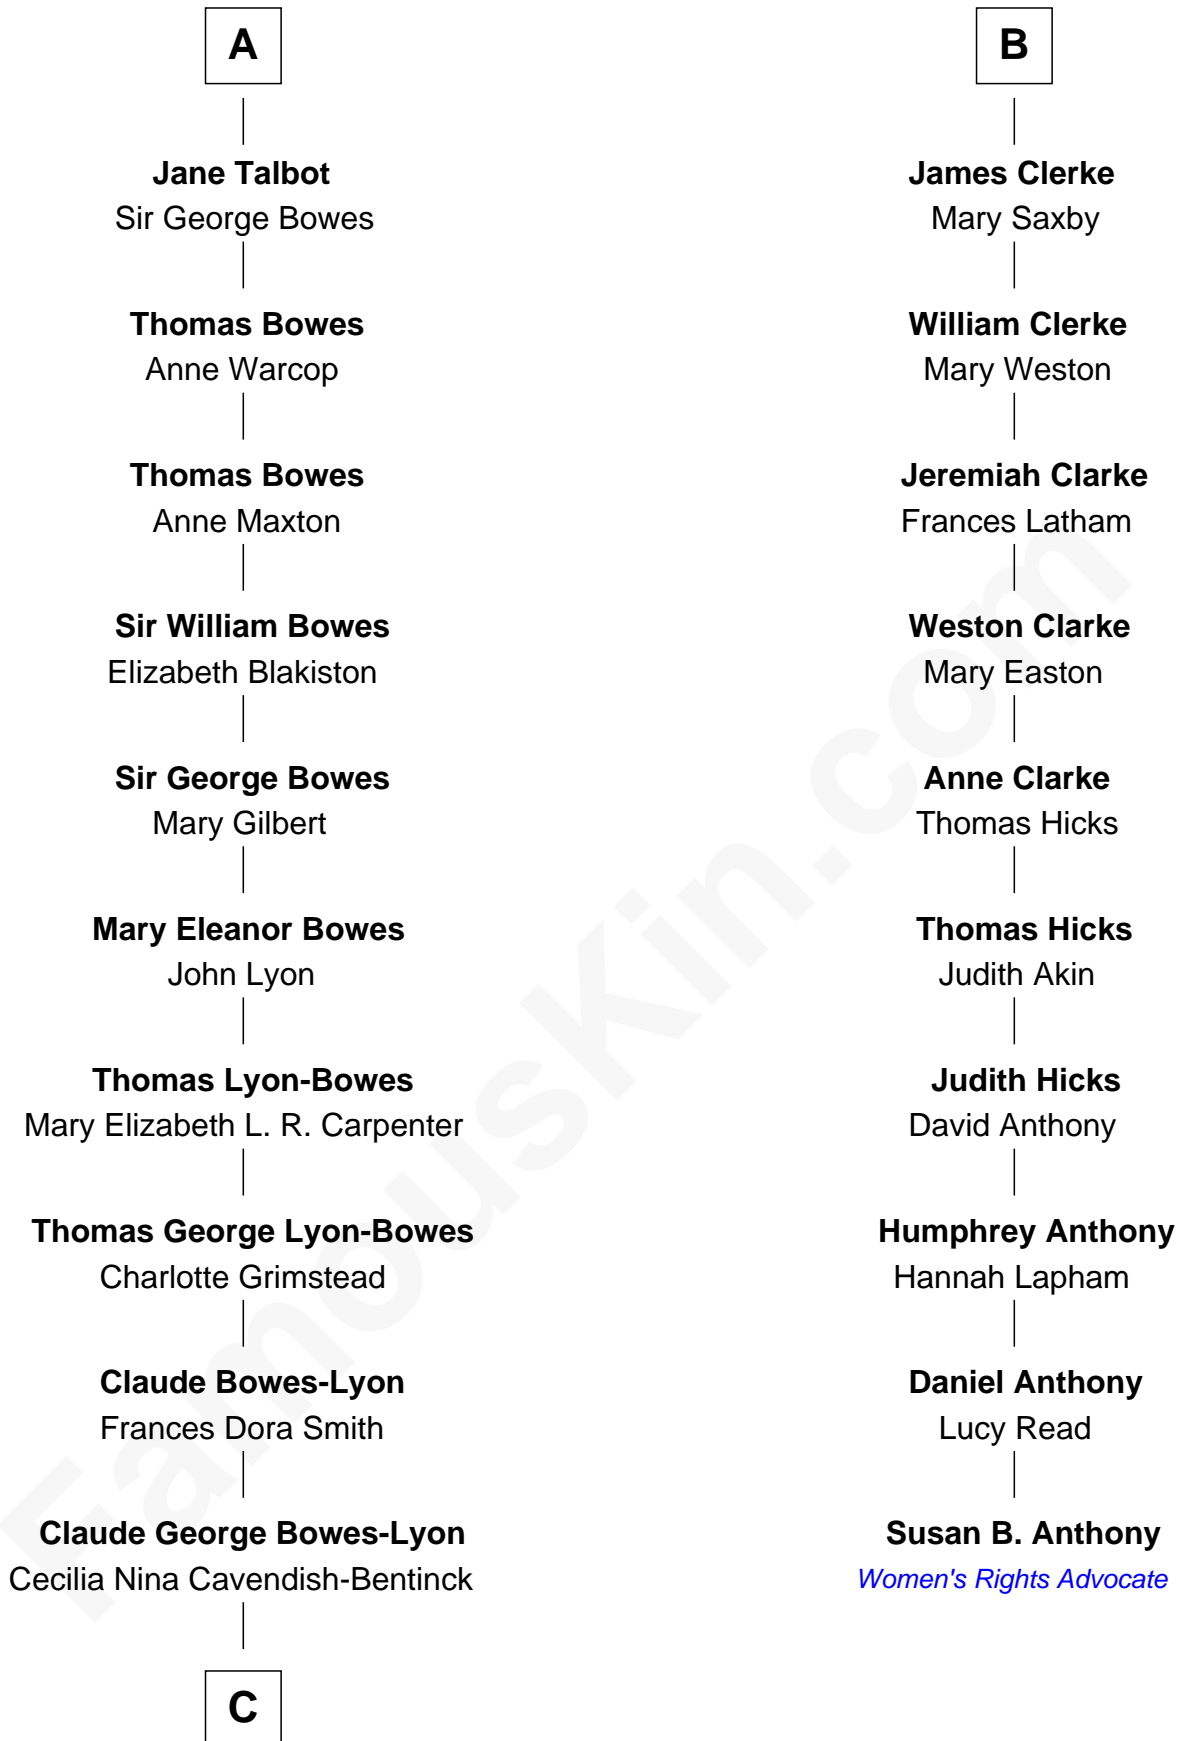 A
Jane Talbot
Sir George Bowes
Thomas Bowes
Anne Warcop
Thomas Bowes
Anne Maxton
Sir William Bowes
Elizabeth Blakiston
Sir George Bowes
Mary Gilbert
Mary Eleanor Bowes
John Lyon
Thomas Lyon-Bowes
Mary Elizabeth L. R. Carpenter
Thomas George Lyon-Bowes
Charlotte Grimstead
Claude Bowes-Lyon
Frances Dora Smith
Claude George Bowes-Lyon
Cecilia Nina Cavendish-Bentinck
C
B
James Clerke
Mary Saxby
William Clerke
Mary Weston
Jeremiah Clarke
Frances Latham
Weston Clarke
Mary Easton
Anne Clarke
Thomas Hicks
Thomas Hicks
Judith Akin
Judith Hicks
David Anthony
Humphrey Anthony
Hannah Lapham
Daniel Anthony
Lucy Read
Susan B. Anthony
Women's Rights Advocate
FamousKin.com